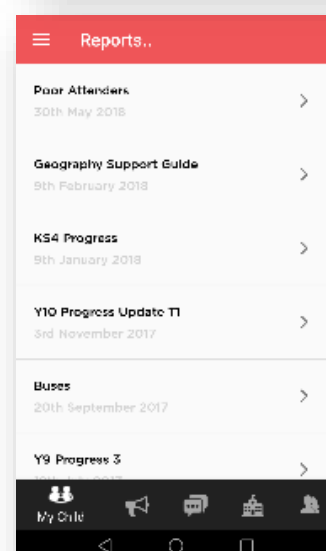 Reports..
Poor Attenders
30th May 2018
Geography Support Guide
9th February 2018
KS4 Progress
9th January 2018
Y10 Progress Update T1
3rd November 2017
Buses
20th September 2017
Y9 Progress 3
My Child